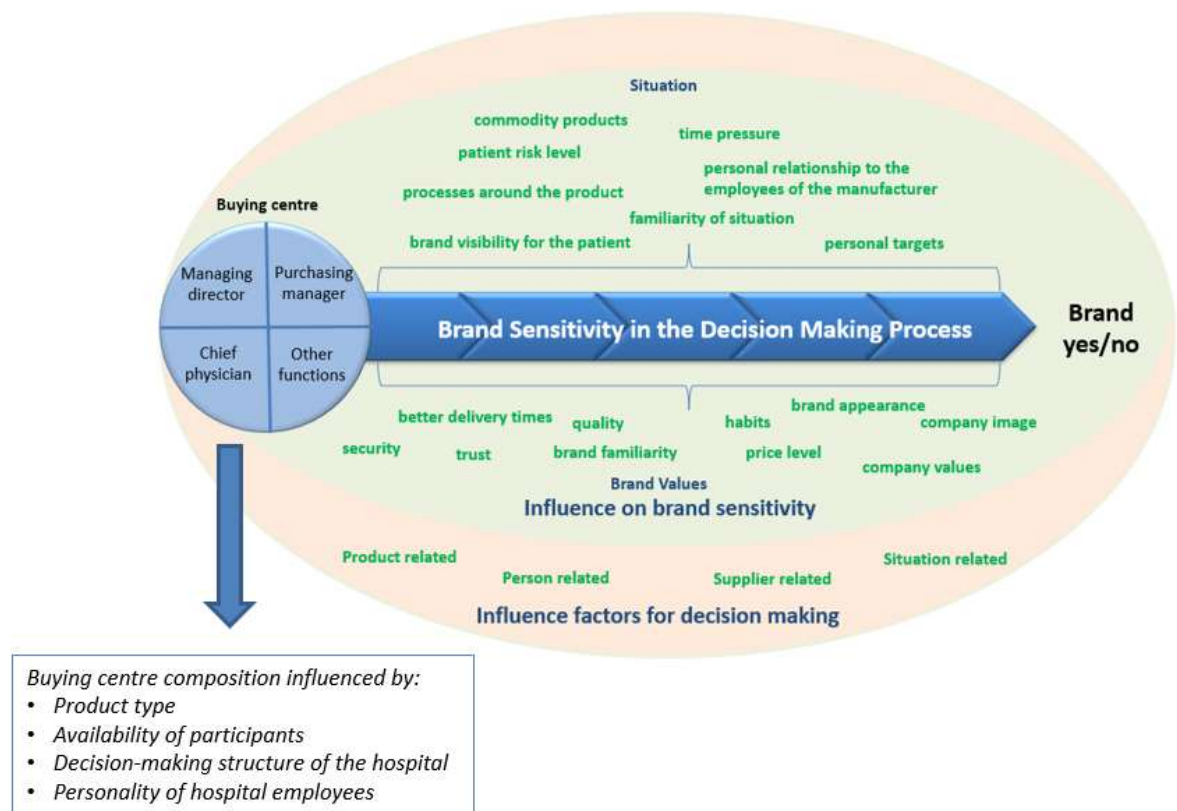 Situation
commodity products
time pressure
patient risk level
personal relationship to the
employees of the manufacturer
processes around the product
Buying centre
familiarity of situation
brand visibility for the patient
personal targets
Managing
director
Purchasing
manager
Chief
physician
Other
functions
Brand Sensitivity in the Decision Making Process
Brand
yes/no
brand appearance
better delivery times
quality
habits
company image
security
trust
brand familiarity
price level
company values
Brand Values
Influence on brand sensitivity
Product related
Person related
Supplier related
Situation related
Influence factors for decision making
Buying centre composition influenced by:
• Product type
• Availability of participants
• Decision-making structure of the hospital
• Personality of hospital employees